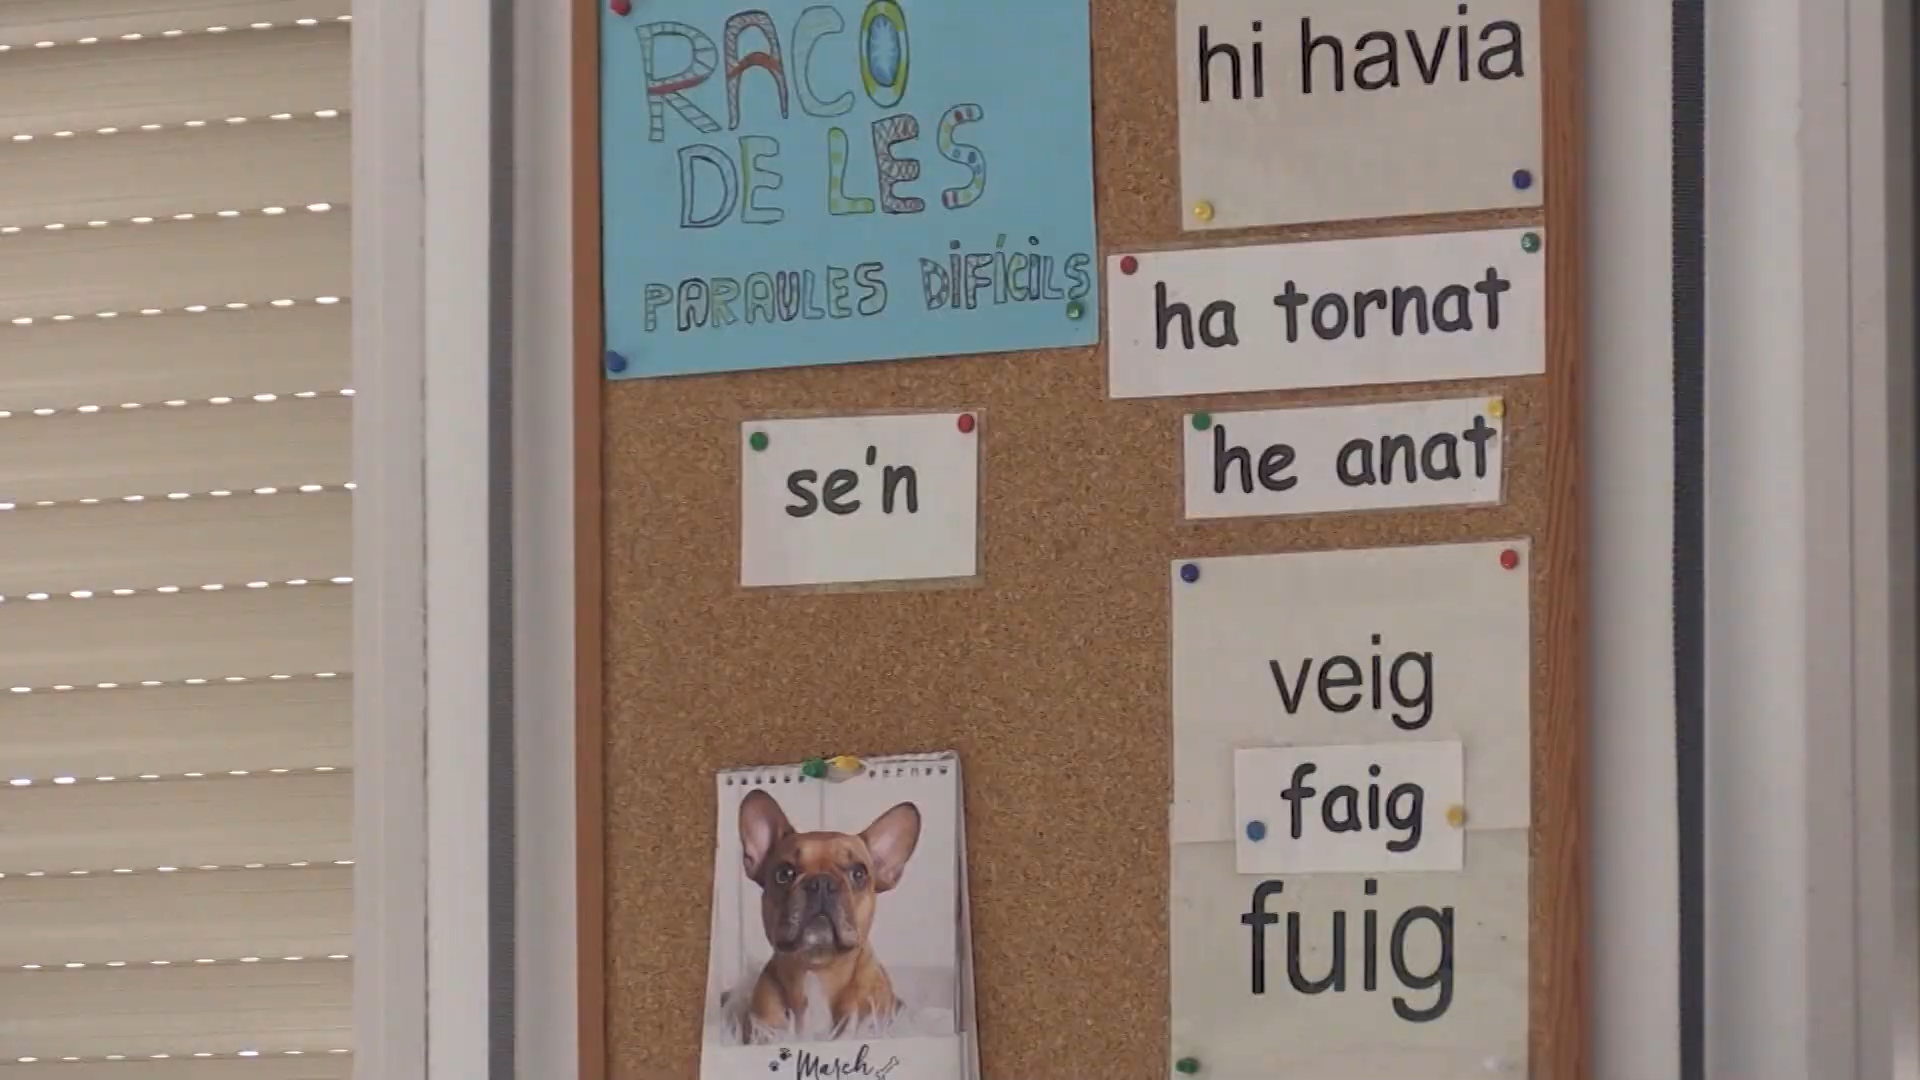 RACÓ
DE LES
PARAULES DIFÍCILS
se'n
March
hi havia
ha tornat
he anat
veig
faig
fuig